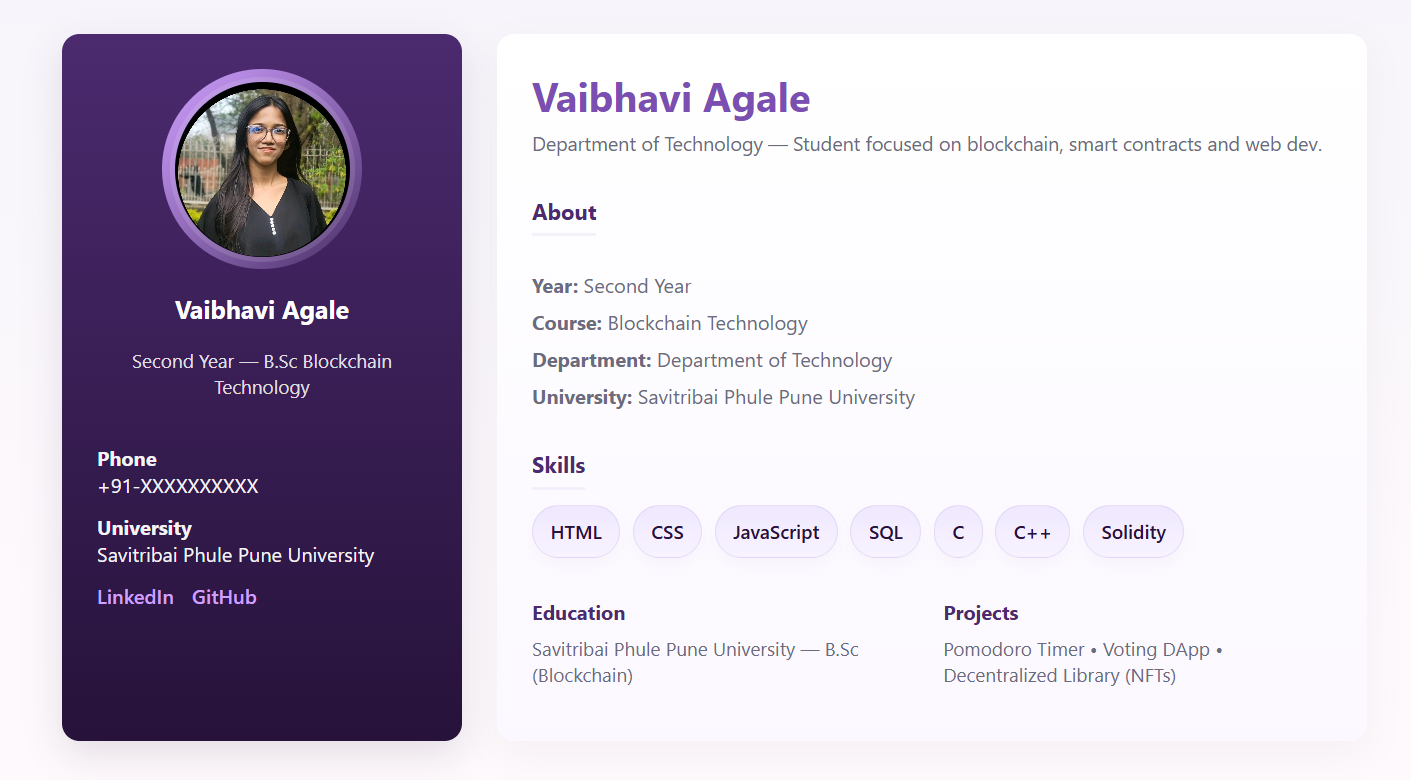 Vaibhavi Agale
Second Year — B.Sc Blockchain
Technology
Phone
+91-XXXXXXXXXX
University
Savitribai Phule Pune University
LinkedIn GitHub
Vaibhavi Agale
Department of Technology — Student focused on blockchain, smart contracts and web dev.
About
Year: Second Year
Course: Blockchain Technology
Department: Department of Technology
University: Savitribai Phule Pune University
Skills
HTML CSS JavaScript SQL C C++ Solidity
Education
Savitribai Phule Pune University — B.Sc
(Blockchain)
Projects
Pomodoro Timer • Voting DApp •
Decentralized Library (NFTs)